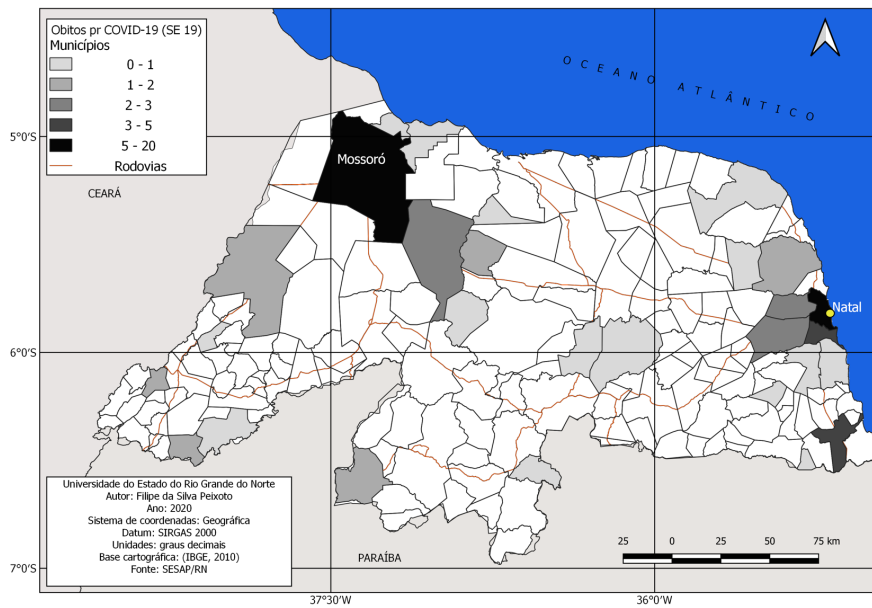 Obitos pr COVID-19 (SE 19)
Municípios
0 - 1
1 - 2
2 - 3
3 - 5
5 - 20
Rodovias
OCEANO ATLÂNTICO
5°0'S
Mossoró
CEARÁ
Natal
6°0'S
Universidade do Estado do Rio Grande do Norte
Autor: Filipe da Silva Peixoto
Ano: 2020
Sistema de coordenadas: Geográfica
Datum: SIRGAS 2000
Unidades: graus decimais
Base cartográfica: (IBGE, 2010)
Fonte: SESAP/RN
PARAÍBA
25 0 25 50 75 km
7°0'S
37°30'W 36°0'W